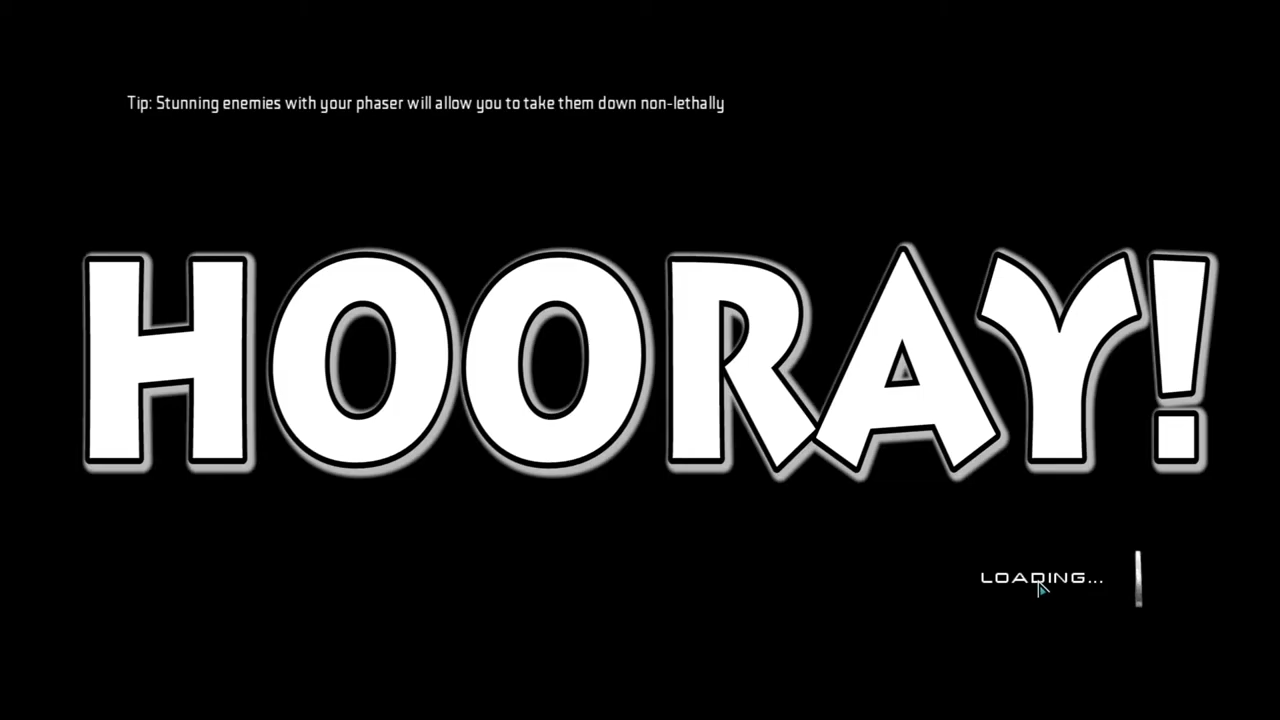 Tip: Stunning enemies with your phaser will allow you to take them down non-lethally
HOORAY!
LOADING...